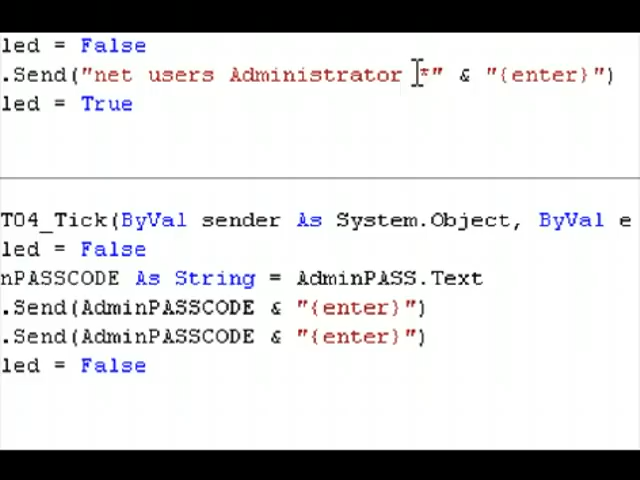 led = False
.Send("net users Administrator *" & "{enter}")
led = True
T04_Tick(ByVal sender As System.Object, ByVal e
led = False
nPASSCODE As String = AdminPASS.Text
.Send(AdminPASSCODE & "{enter}")
.Send(AdminPASSCODE & "{enter}")
led = False